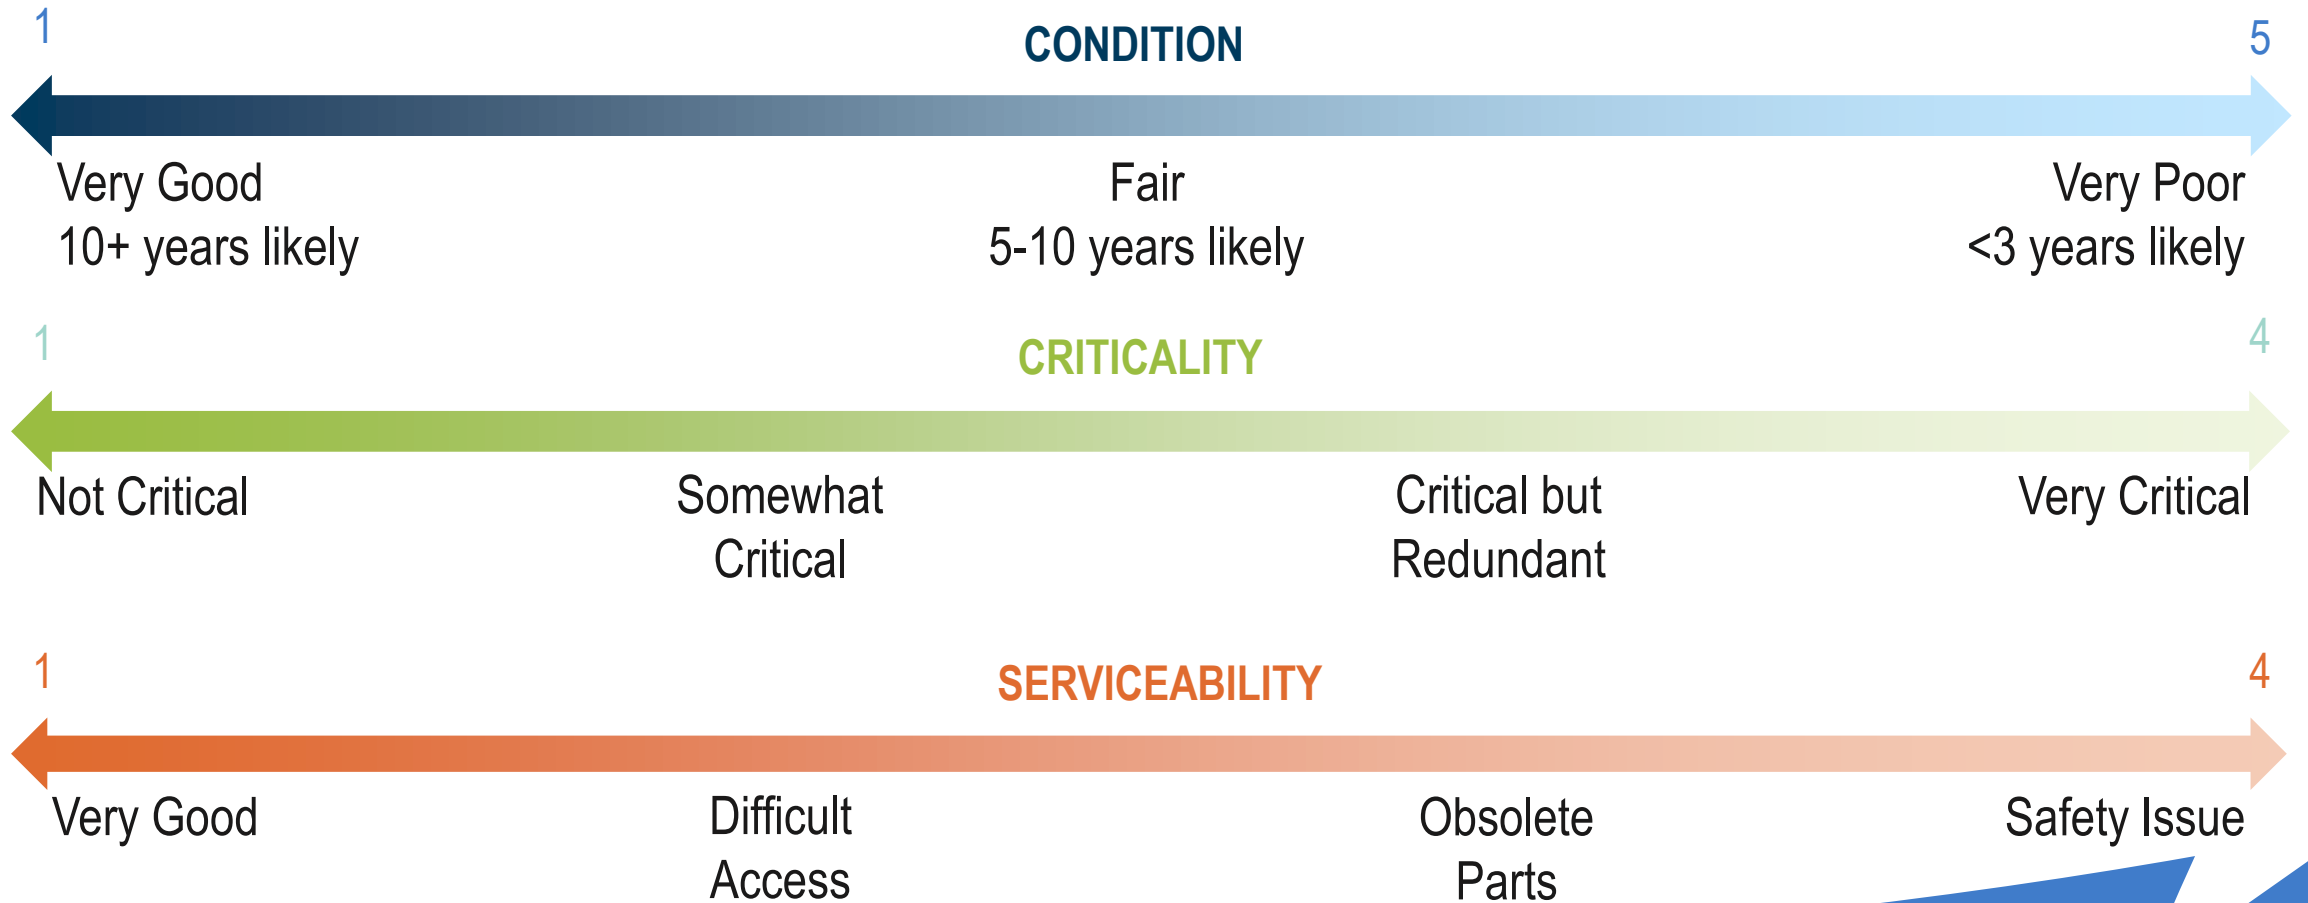 1
CONDITION
5
Very Good
10+ years likely
Fair
5-10 years likely
Very Poor
<3 years likely
1
CRITICALITY
4
Not Critical
Somewhat
Critical
Critical but
Redundant
Very Critical
1
SERVICEABILITY
4
Very Good
Difficult
Access
Obsolete
Parts
Safety Issue